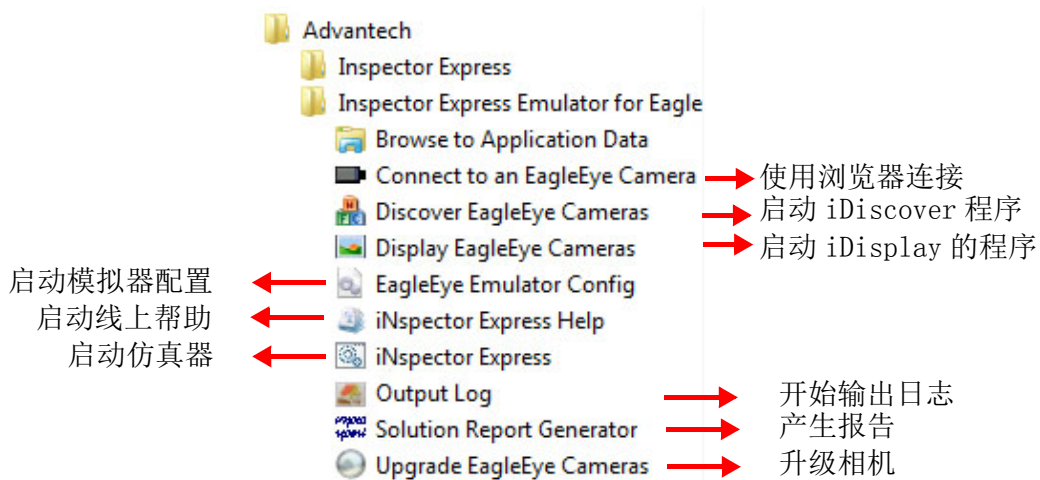 Advantech
Inspector Express
Inspector Express Emulator for Eagle
Browse to Application Data
Connect to an EagleEye Camera 使用浏览器连接
Discover EagleEye Cameras 启动 iDiscover 程序
Display EagleEye Cameras 启动 iDisplay 的程序
启动模拟器配置 EagleEye Emulator Config
启动线上帮助 iNspector Express Help
启动仿真器 iNspector Express
Output Log 开始输出日志
Solution Report Generator 产生报告
Upgrade EagleEye Cameras 升级相机